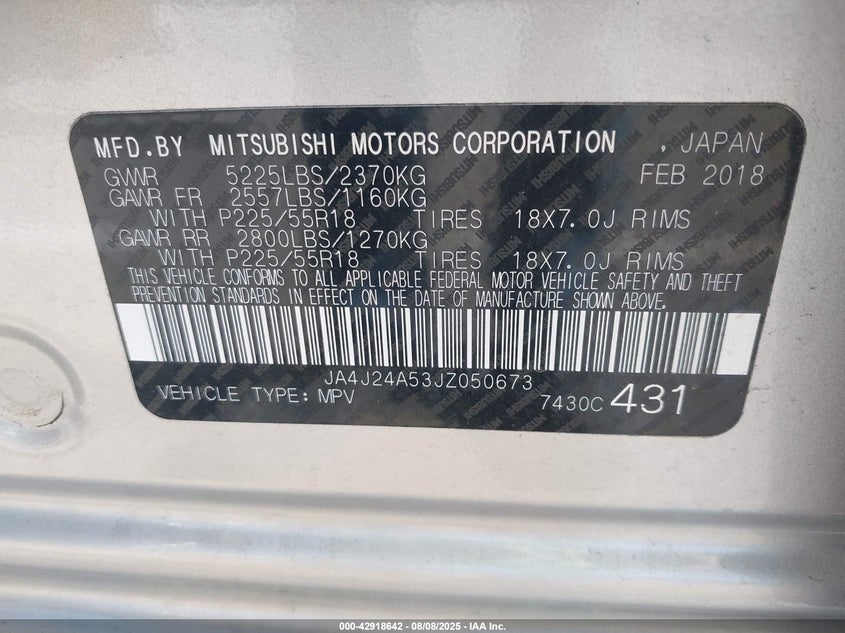 MFD.BY MITSUBISHI MOTORS CORPORATION , JAPAN
GVWR 5225LBS/2370KG FEB 2018
GAWR FR 2557LBS/1160KG
WITH P225/55R18 TIRES 18X7.0J RIMS
GAWR RR 2800LBS/1270KG
WITH P225/55R18 TIRES 18X7.0J RIMS
THIS VEHICLE CONFORMS TO ALL APPLICABLE FEDERAL MOTOR VEHICLE SAFETY AND THEFT
PREVENTION STANDARDS IN EFFECT ON THE DATE OF MANUFACTURE SHOWN ABOVE.
JA4J24A53JZ050673
VEHICLE TYPE: MPV 7430C 431
000-42918642 - 08/08/2025 - IAA Inc.